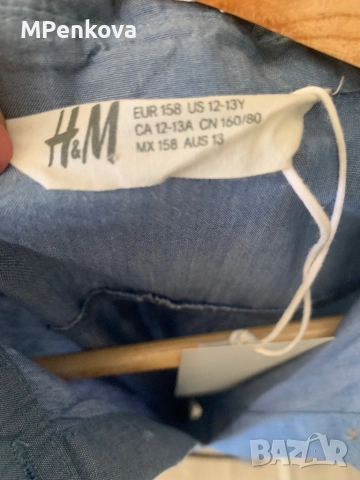 MPenkova
H&M
EUR 158 US 12-13Y
CA 12-13A CN 160/80
MX 158 AUS 13
BAZAR